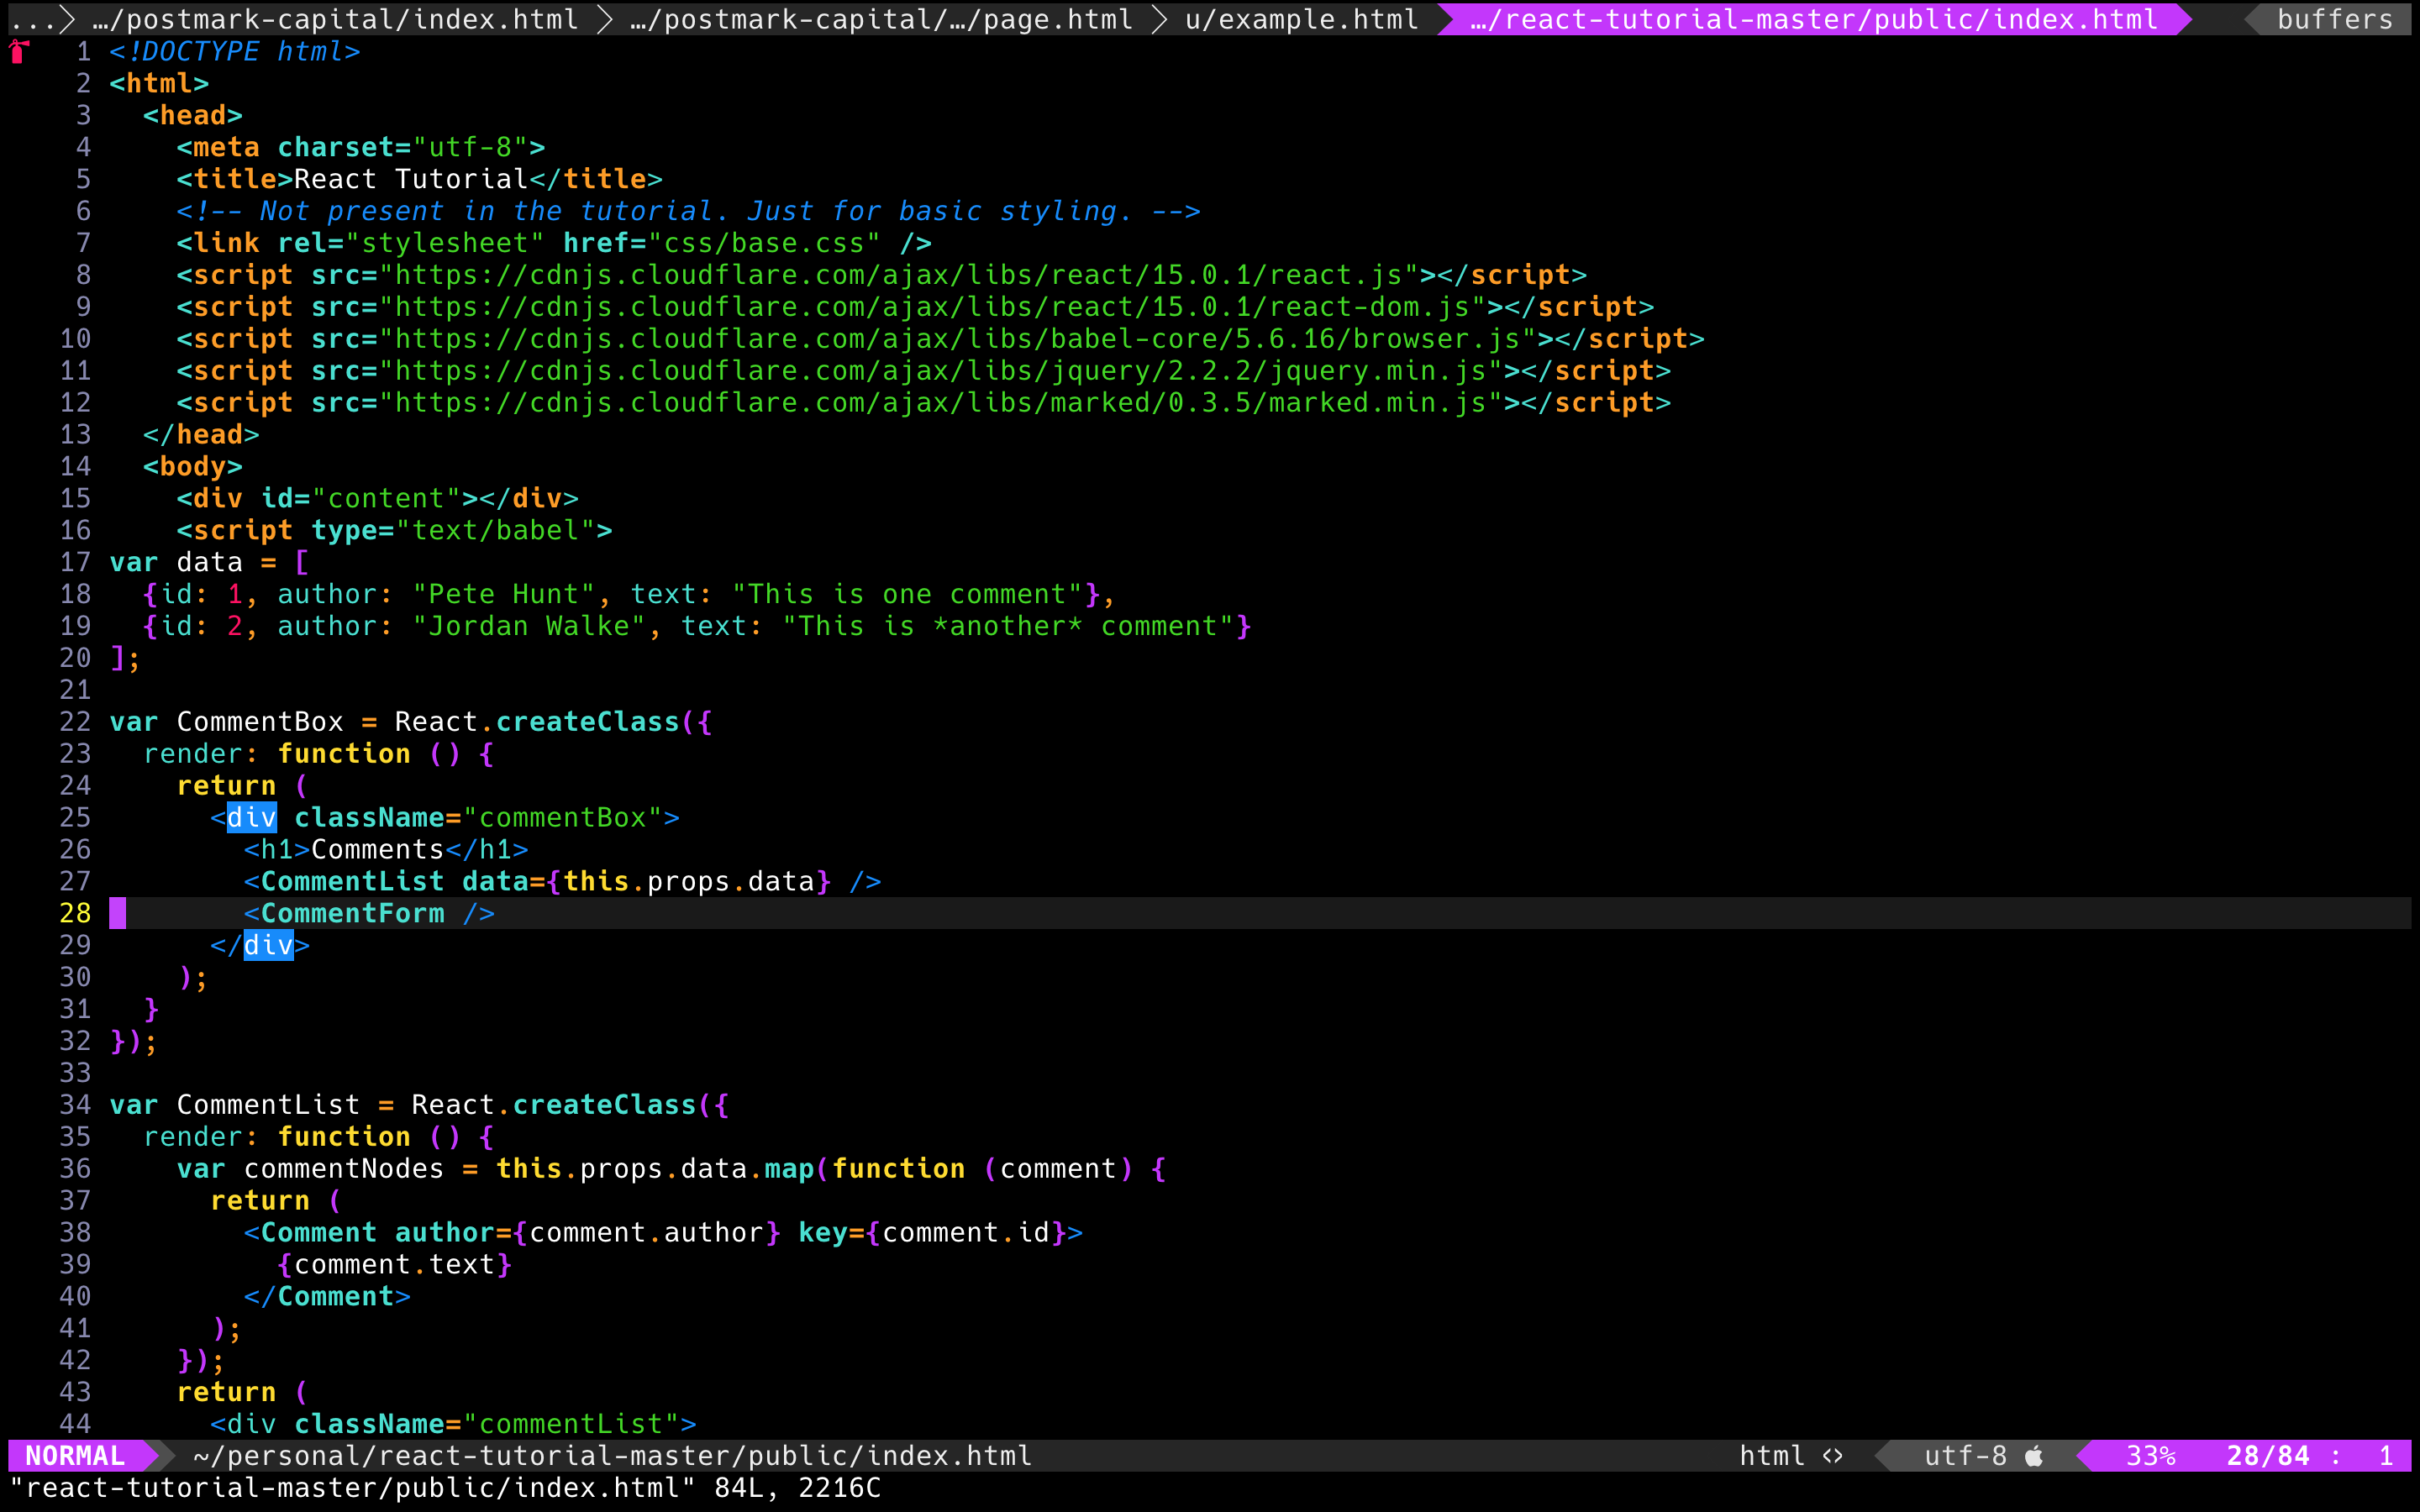 ... …/postmark-capital/index.html …/postmark-capital/…/page.html u/example.html …/react-tutorial-master/public/index.html buffers
1 <!DOCTYPE html>
2 <html>
3   <head>
4     <meta charset="utf-8">
5     <title>React Tutorial</title>
6     <!-- Not present in the tutorial. Just for basic styling. -->
7     <link rel="stylesheet" href="css/base.css" />
8     <script src="https://cdnjs.cloudflare.com/ajax/libs/react/15.0.1/react.js"></script>
9     <script src="https://cdnjs.cloudflare.com/ajax/libs/react/15.0.1/react-dom.js"></script>
10     <script src="https://cdnjs.cloudflare.com/ajax/libs/babel-core/5.6.16/browser.js"></script>
11     <script src="https://cdnjs.cloudflare.com/ajax/libs/jquery/2.2.2/jquery.min.js"></script>
12     <script src="https://cdnjs.cloudflare.com/ajax/libs/marked/0.3.5/marked.min.js"></script>
13   </head>
14   <body>
15     <div id="content"></div>
16     <script type="text/babel">
17 var data = [
18   {id: 1, author: "Pete Hunt", text: "This is one comment"},
19   {id: 2, author: "Jordan Walke", text: "This is *another* comment"}
20 ];
21
22 var CommentBox = React.createClass({
23   render: function () {
24     return (
25       <div className="commentBox">
26         <h1>Comments</h1>
27         <CommentList data={this.props.data} />
28         <CommentForm />
29       </div>
30     );
31   }
32 });
33
34 var CommentList = React.createClass({
35   render: function () {
36     var commentNodes = this.props.data.map(function (comment) {
37       return (
38         <Comment author={comment.author} key={comment.id}>
39           {comment.text}
40         </Comment>
41       );
42     });
43     return (
44       <div className="commentList">
NORMAL ~/personal/react-tutorial-master/public/index.html html <> utf-8 33% 28/84 : 1
"react-tutorial-master/public/index.html" 84L, 2216C